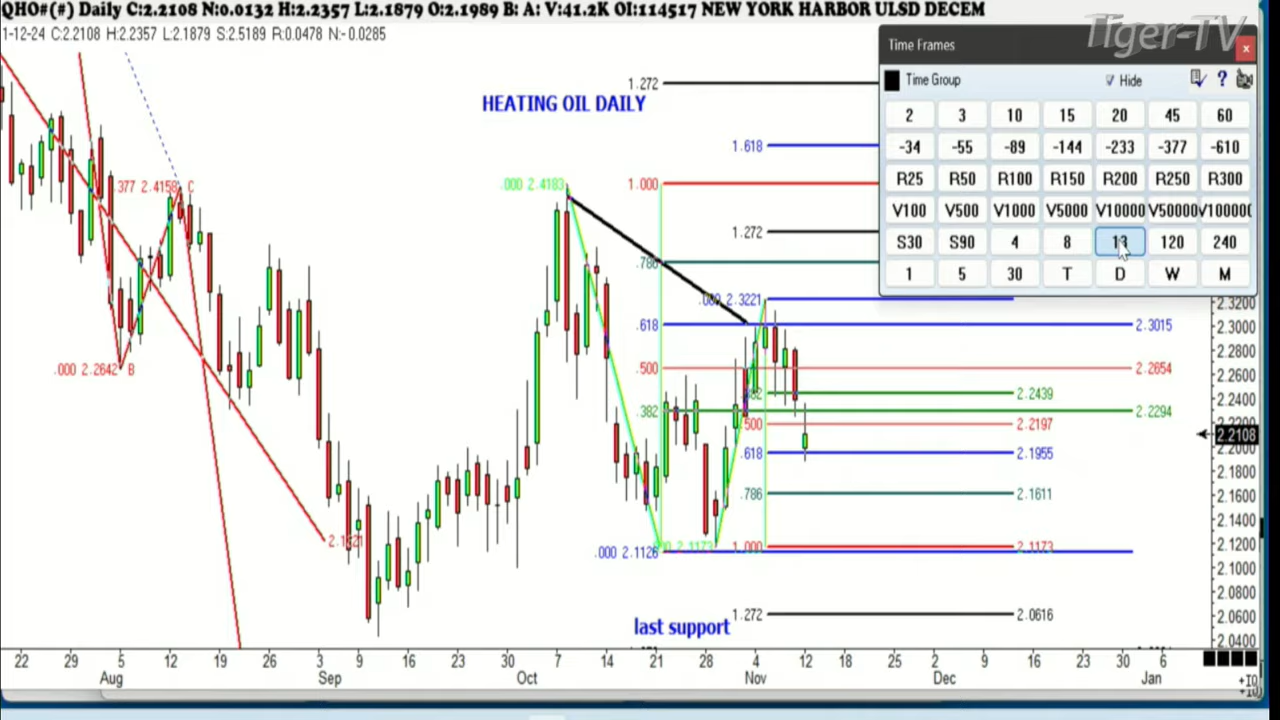 QHO#(#) Daily C:2.2108 N:0.0132 H:2.2357 L:2.1879 O:2.1989 B: A: V:41.2K OI:114517 NEW YORK HARBOR ULSD DECEM
1-12-24 C:2.2108 H:2.2357 L:2.1879 S:2.5189 R:0.0478 N:-0.0285
Tiger-TV
Time Frames
Time Group
Hide
?
2 3 10 15 20 45 60
-34 -55 -89 -144 -233 -377 -610
R25 R50 R100 R150 R200 R250 R300
V100 V500 V1000 V5000 V10000 V50000 V100000
S30 S90 4 8 13 120 240
1 5 30 T D W M
1.272
HEATING OIL DAILY
1.618
.377 2.4158 C
.000 2.4183
1.000
1.272
.786
.000 2.3221
2.3200
.618
2.3015
2.3000
2.2800
.000 2.2642 B
.500
2.2654
2.2600
.382
2.2439
2.2400
.382
2.2294
2.2200
.500
2.2197
2.2108
2.2000
.618
2.1955
2.1800
.786
2.1611
2.1600
2.1400
2.1321
.000 2.1126
.000 2.1173
1.000
2.1173
2.1200
2.1000
2.0800
1.272
2.0616
2.0600
last support
2.0400
22 29 5 12 19 26 3 9 16 23 30 7 14 21 28 4 12 18 25 2 9 16 23 30 6
Aug Sep Oct Nov Dec Jan
+10